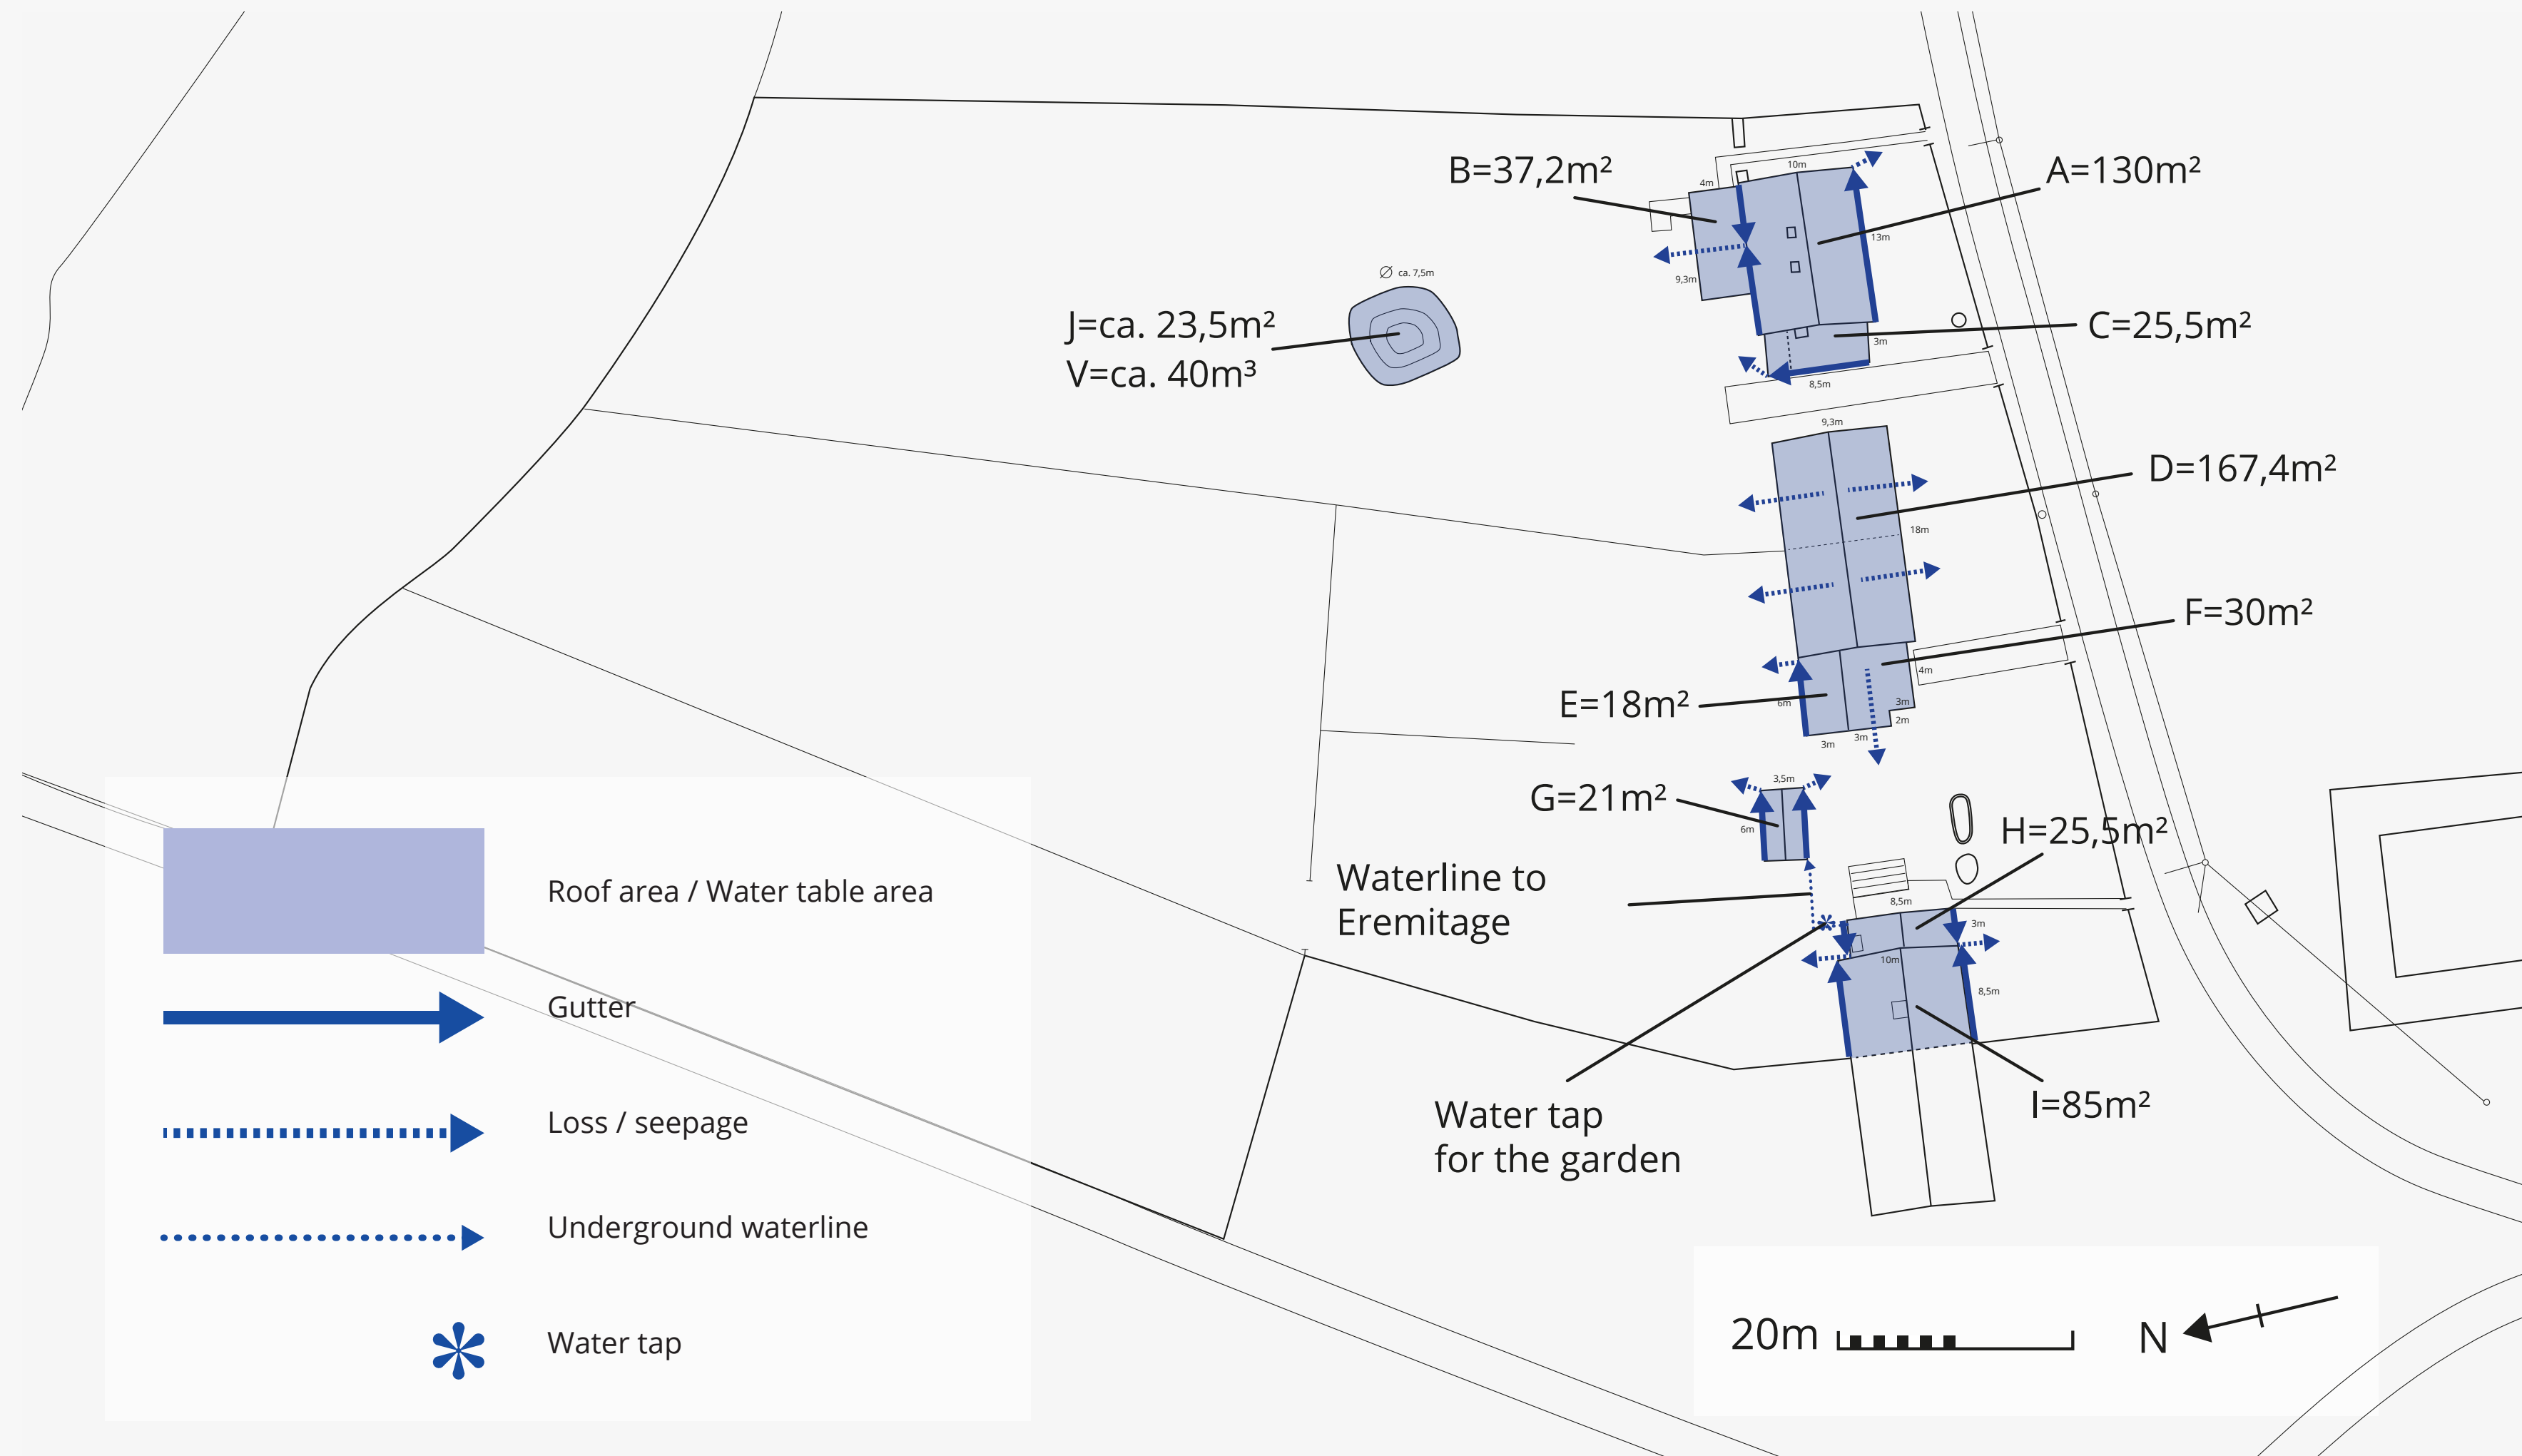 10m
B=37,2m²
A=130m²
4m
13m
9,3m
⌀ ca. 7,5m
J=ca. 23,5m²
V=ca. 40m³
C=25,5m²
3m
8,5m
9,3m
D=167,4m²
18m
F=30m²
4m
E=18m²
6m
3m
2m
3m
3m
3,5m
G=21m²
6m
H=25,5m²
Waterline to
Eremitage
8,5m
3m
10m
8,5m
I=85m²
Water tap
for the garden
Roof area / Water table area
Gutter
Loss / seepage
Underground waterline
Water tap
20m
N